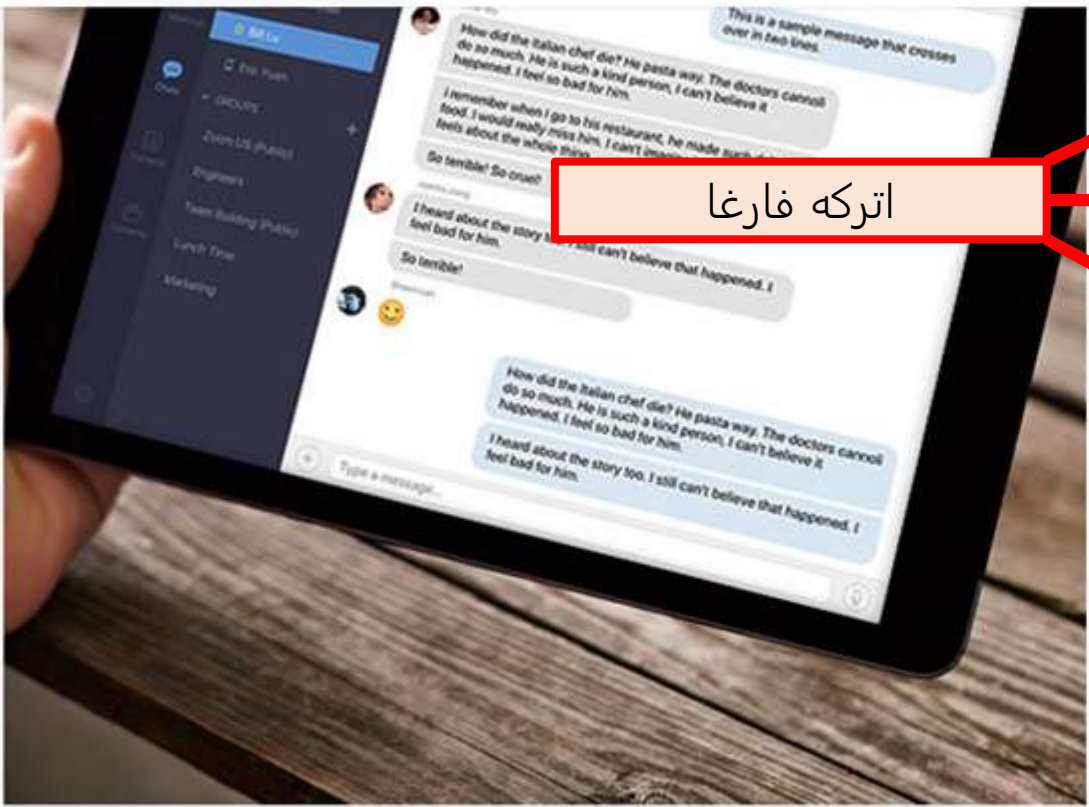 Bill Lv
Eric Yuen
GROUPS
Zoom US (Public)
Engineers
Team Building (Public)
Lunch Time
Marketing
Chats
This is a sample message that crosses
over in two lines.
How did the Italian chef die? He pasta way. The doctors cannoli
do so much. He is such a kind person, I can't believe it
happened. I feel so bad for him.
I remember when I go to his restaurant, he made such
food. I would really miss him. I can't
feels about the whole thing.
So terrible! So cruel!
اتركه فارغا
I heard about the story too. I still can't believe that happened. I
feel bad for him.
So terrible!
How did the Italian chef die? He pasta way. The doctors cannoli
do so much. He is such a kind person, I can't believe it
happened. I feel so bad for him.
I heard about the story too. I still can't believe that happened. I
feel bad for him.
Type a message...